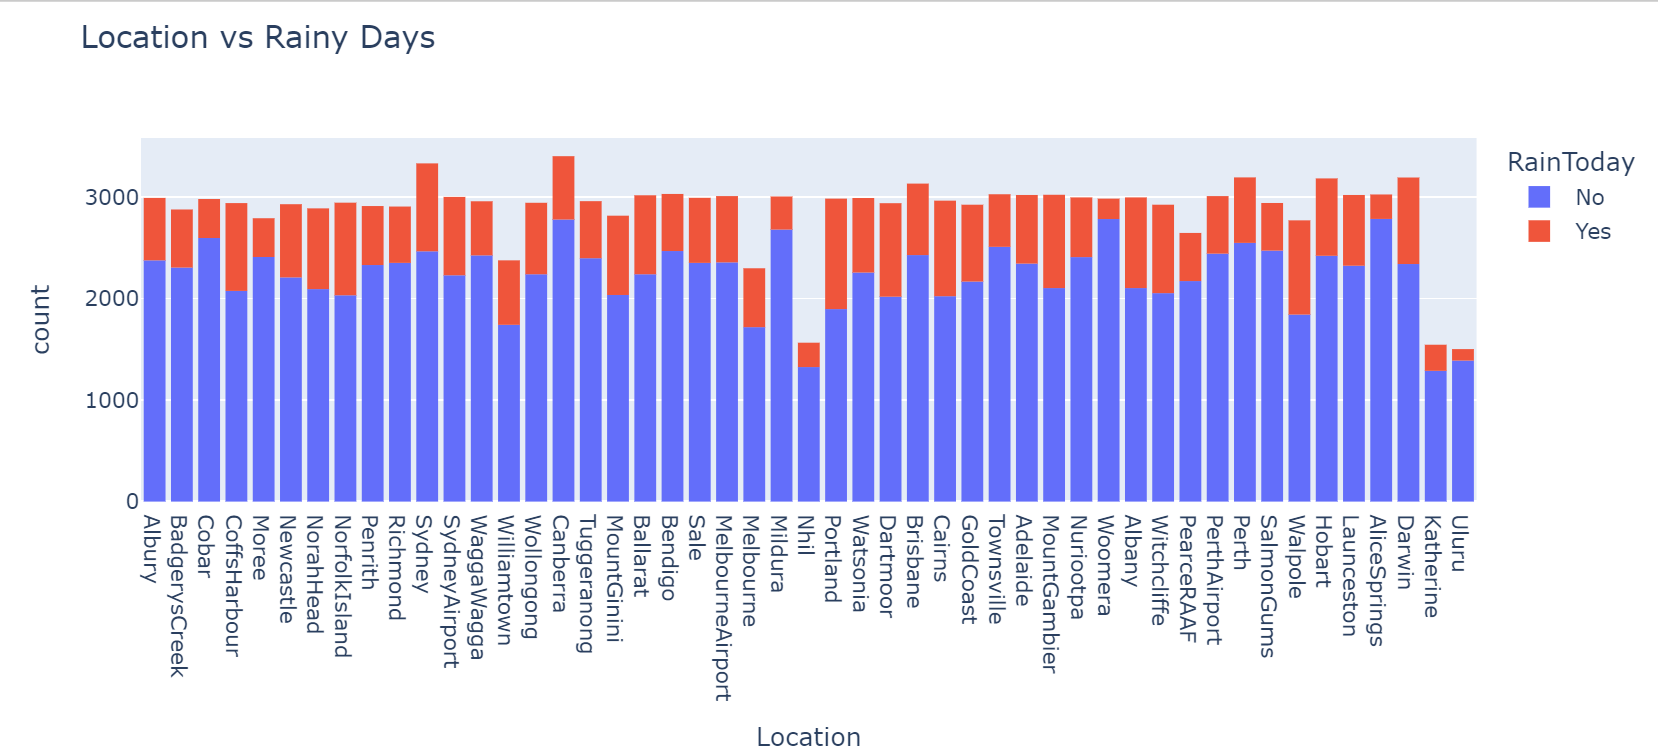 Location vs Rainy Days
RainToday
No
Yes
count
3000
2000
1000
0
Albury
BadgerysCreek
Cobar
CoffsHarbour
Moree
Newcastle
NorahHead
NorfolkIsland
Penrith
Richmond
Sydney
SydneyAirport
WaggaWagga
Williamtown
Wollongong
Canberra
Tuggeranong
MountGinini
Ballarat
Bendigo
Sale
MelbourneAirport
Melbourne
Mildura
Nhil
Portland
Watsonia
Dartmoor
Brisbane
Cairns
GoldCoast
Townsville
Adelaide
MountGambier
Nuriootpa
Woomera
Albany
Witchcliffe
PearceRAAF
PerthAirport
Perth
SalmonGums
Walpole
Hobart
Launceston
AliceSprings
Darwin
Katherine
Uluru
Location